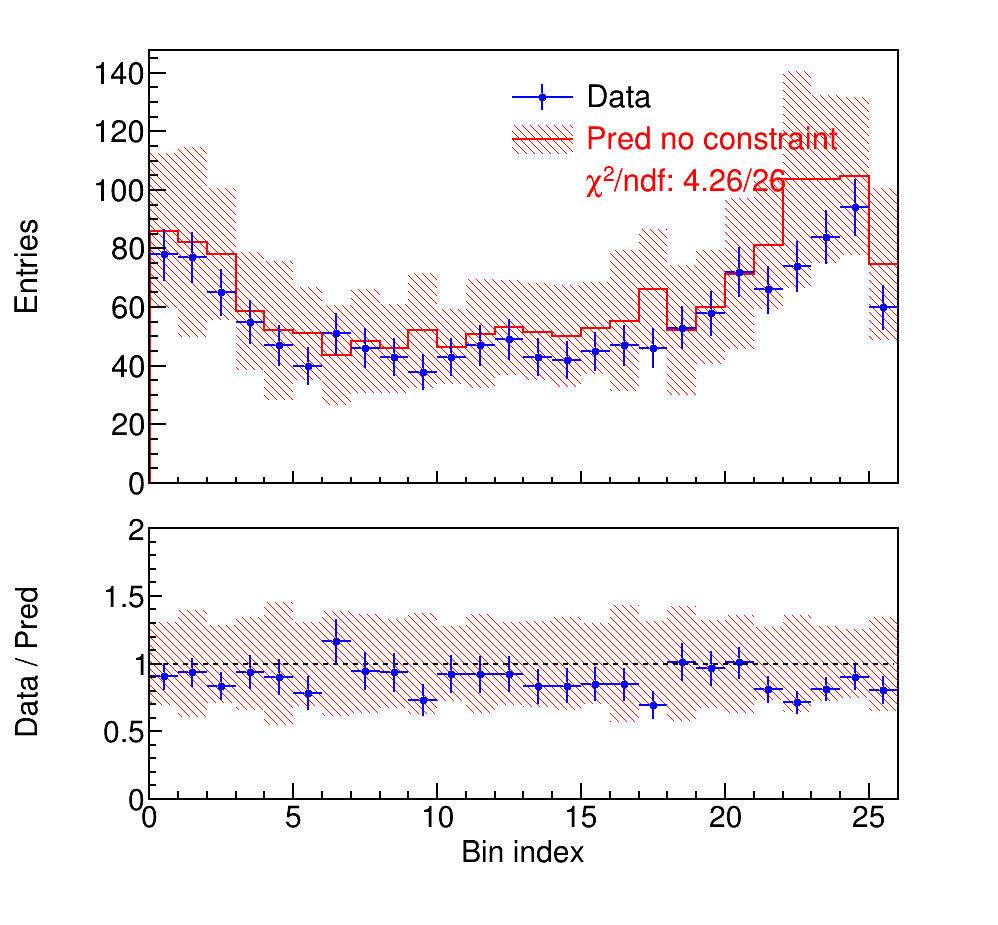 Entries
140
120
100
80
60
40
20
0
Data
Pred no constraint
χ²/ndf: 4.26/26
Data / Pred
2
1.5
1
0.5
0
0 5 10 15 20 25
Bin index